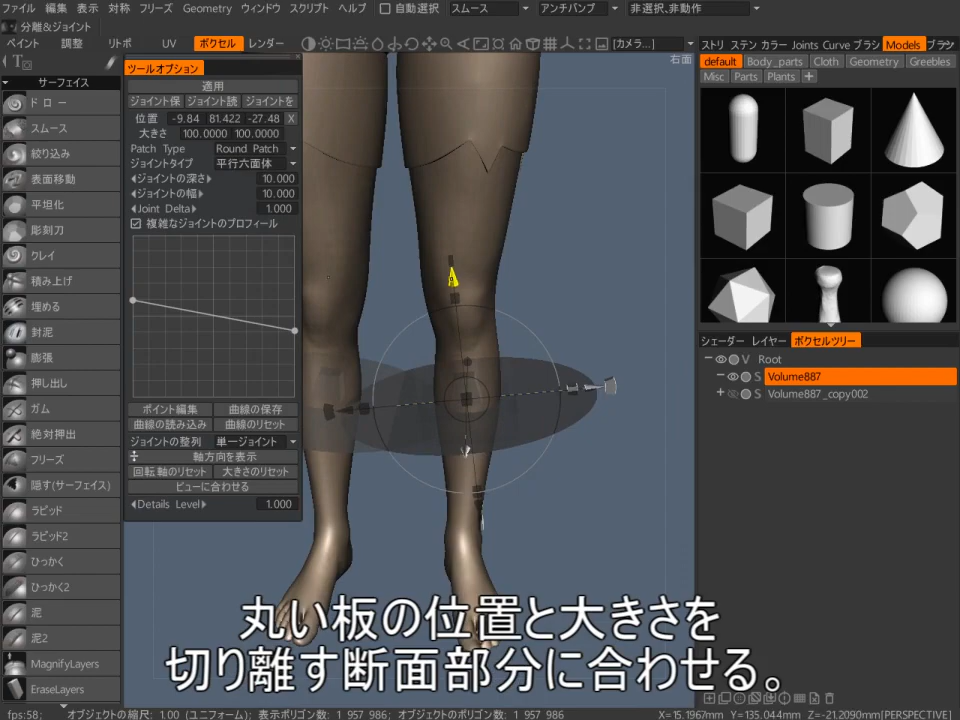 ファイル 編集 表示 対称 フリーズ Geometry ウィンドウ スクリプト ヘルプ 自動選択 スムース アンチバンプ 非選択,非動作
分離&ジョイント
ペイント 調整 リトポ UV ボクセル レンダー [カメラ...] ストリ ステン カラー Joints Curve ブラシ Models ブラシ
右面
default Body_parts Cloth Geometry Greebles
Misc Parts Plants +
サーフェイス
ドロー
スムース
絞り込み
表面移動
平坦化
彫刻刀
クレイ
積み上げ
埋める
封泥
膨張
押し出し
ガム
絶対押出
フリーズ
隠す(サーフェイス)
ラピッド
ラピッド2
ひっかく
ひっかく2
泥
泥2
MagnifyLayers
EraseLayers
ツールオプション
適用
ジョイント保 ジョイント読 ジョイントを
位置 -9.84 81.422 -27.48 X
大きさ 100.0000 100.0000
Patch Type Round Patch
ジョイントタイプ 平行六面体
ジョイントの深さ 10.000
ジョイントの幅 10.000
Joint Delta 1.000
複雑なジョイントのプロフィール
ポイント編集 曲線の保存
曲線の読み込み 曲線のリセット
ジョイントの整列 単一ジョイント
軸方向を表示
回転軸のリセット 大きさのリセット
ビューに合わせる
Details Level 1.000
シェーダー レイヤー ボクセルツリー
V Root
S Volume887
S Volume887_copy002
丸い板の位置と大きさを
切り離す断面部分に合わせる。
fps:58; オブジェクトの縮尺: 1.00 (ユニフォーム); 表示ポリゴン数: 1 957 986; オブジェクトのポリゴン数: 1 957 986 X=15.1967mm Y=135.044mm Z=-21.2090mm[PERSPECTIVE]